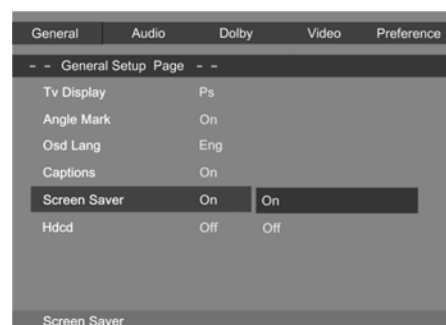 General Audio Dolby Video Preference
- - General Setup Page - -
Tv Display Ps
Angle Mark On
Osd Lang Eng
Captions On
Screen Saver On On
Hdcd Off Off
Screen Saver